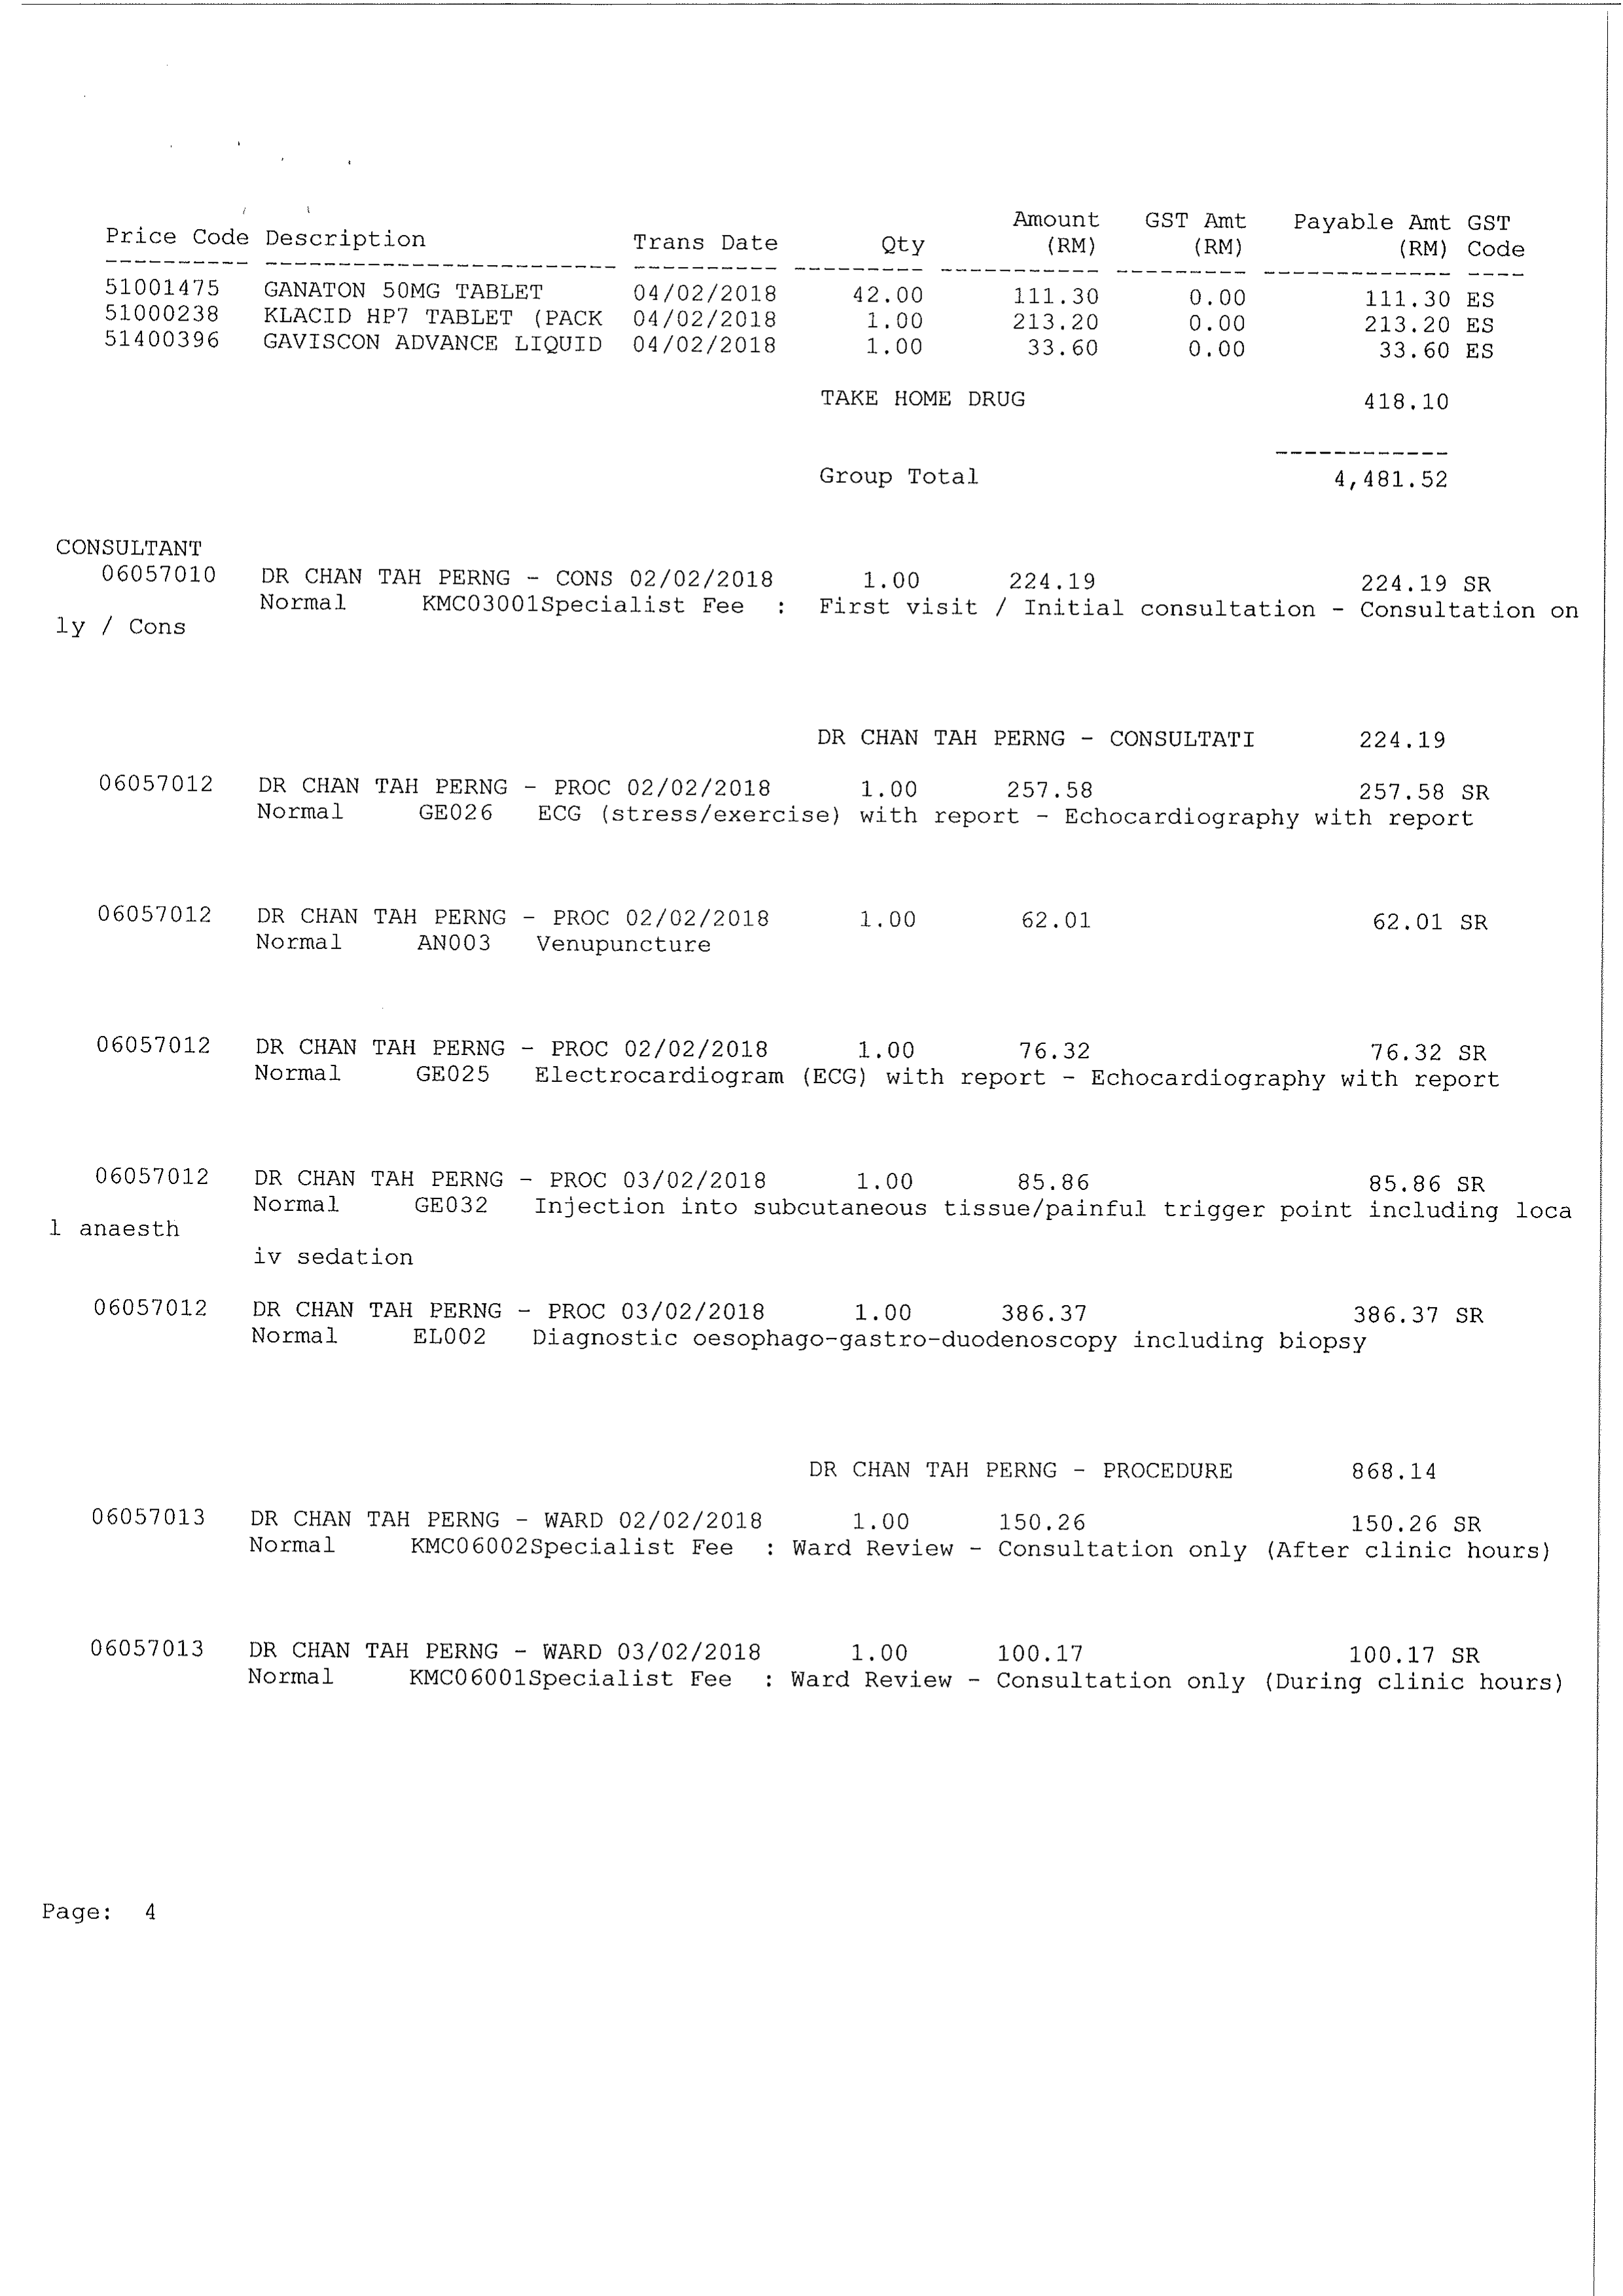 Amount GST Amt Payable Amt GST
Price Code Description Trans Date Qty (RM) (RM) (RM) Code
---------- ------------------------ ---------- --------- ----------- --------- ------------- ----
51001475 GANATON 50MG TABLET 04/02/2018 42.00 111.30 0.00 111.30 ES
51000238 KLACID HP7 TABLET (PACK 04/02/2018 1.00 213.20 0.00 213.20 ES
51400396 GAVISCON ADVANCE LIQUID 04/02/2018 1.00 33.60 0.00 33.60 ES
TAKE HOME DRUG 418.10
------------
Group Total 4,481.52
CONSULTANT
06057010 DR CHAN TAH PERNG - CONS 02/02/2018 1.00 224.19 224.19 SR
Normal KMC03001Specialist Fee : First visit / Initial consultation - Consultation on
ly / Cons
DR CHAN TAH PERNG - CONSULTATI 224.19
06057012 DR CHAN TAH PERNG - PROC 02/02/2018 1.00 257.58 257.58 SR
Normal GE026 ECG (stress/exercise) with report - Echocardiography with report
06057012 DR CHAN TAH PERNG - PROC 02/02/2018 1.00 62.01 62.01 SR
Normal AN003 Venupuncture
06057012 DR CHAN TAH PERNG - PROC 02/02/2018 1.00 76.32 76.32 SR
Normal GE025 Electrocardiogram (ECG) with report - Echocardiography with report
06057012 DR CHAN TAH PERNG - PROC 03/02/2018 1.00 85.86 85.86 SR
Normal GE032 Injection into subcutaneous tissue/painful trigger point including loca
l anaesth
iv sedation
06057012 DR CHAN TAH PERNG - PROC 03/02/2018 1.00 386.37 386.37 SR
Normal EL002 Diagnostic oesophago-gastro-duodenoscopy including biopsy
DR CHAN TAH PERNG - PROCEDURE 868.14
06057013 DR CHAN TAH PERNG - WARD 02/02/2018 1.00 150.26 150.26 SR
Normal KMC06002Specialist Fee : Ward Review - Consultation only (After clinic hours)
06057013 DR CHAN TAH PERNG - WARD 03/02/2018 1.00 100.17 100.17 SR
Normal KMC06001Specialist Fee : Ward Review - Consultation only (During clinic hours)
Page: 4